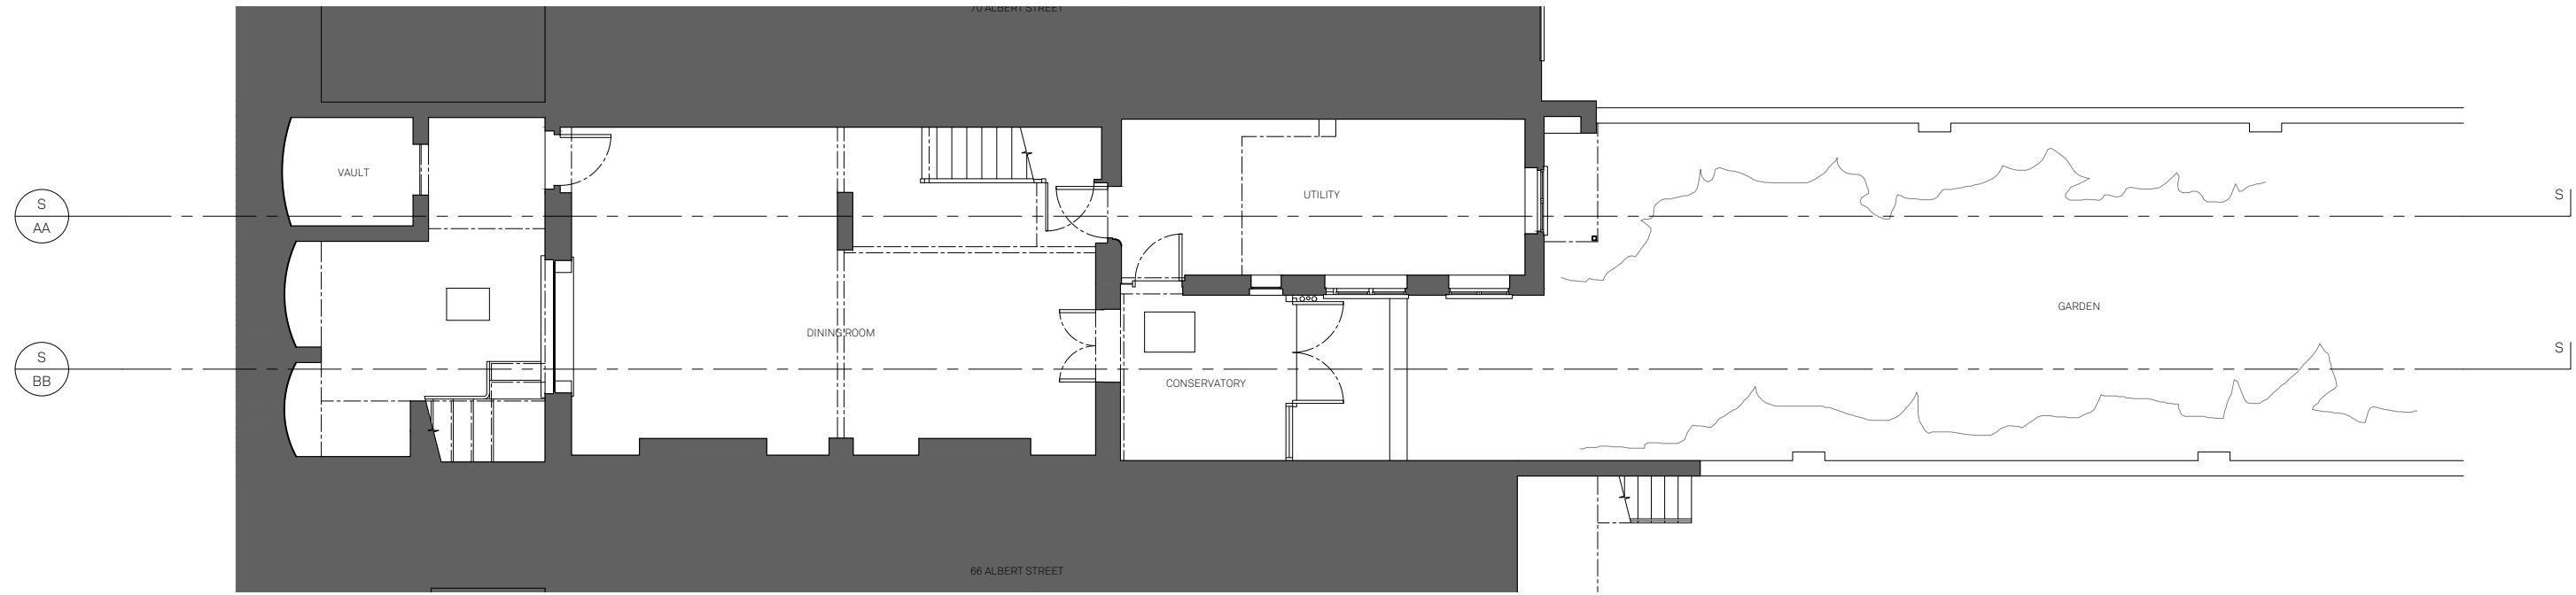 70 ALBERT STREET
VAULT
S
AA
UTILITY
S
GARDEN
DINING ROOM
S
BB
CONSERVATORY
S
66 ALBERT STREET